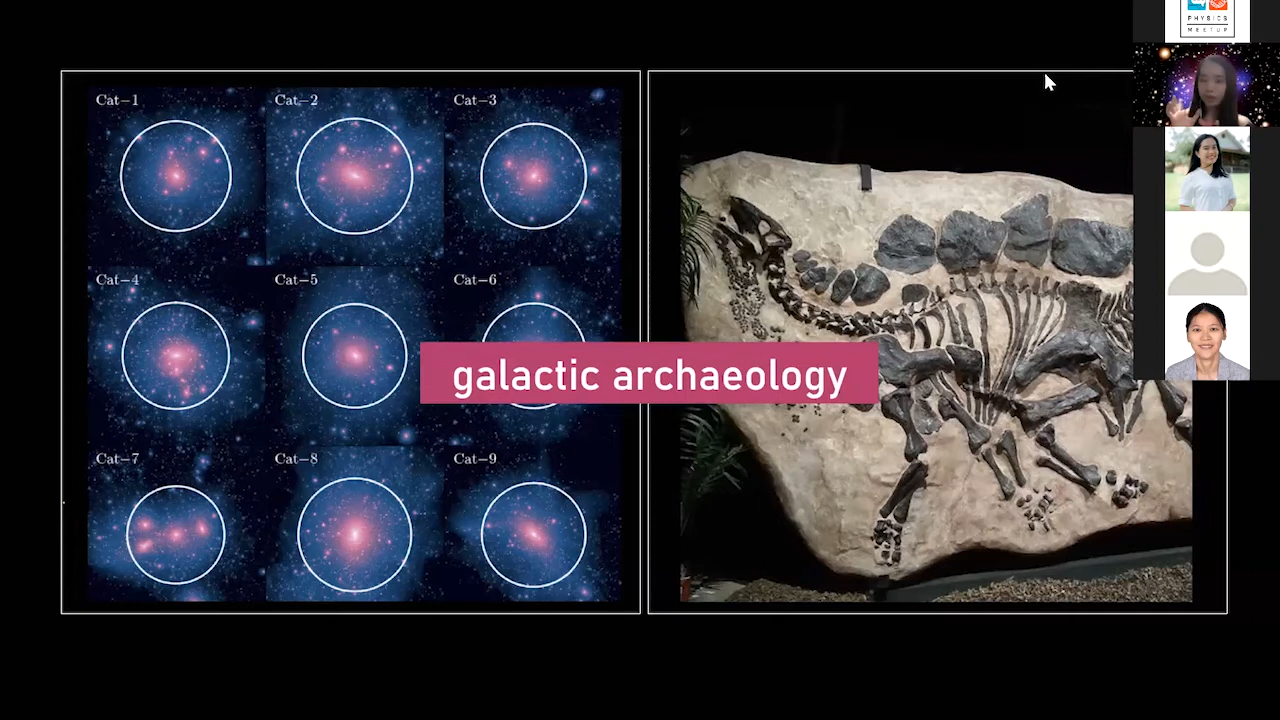 PHYSICS
MEETUP
Cat−1
Cat−2
Cat−3
Cat−4
Cat−5
Cat−6
galactic archaeology
Cat−7
Cat−8
Cat−9